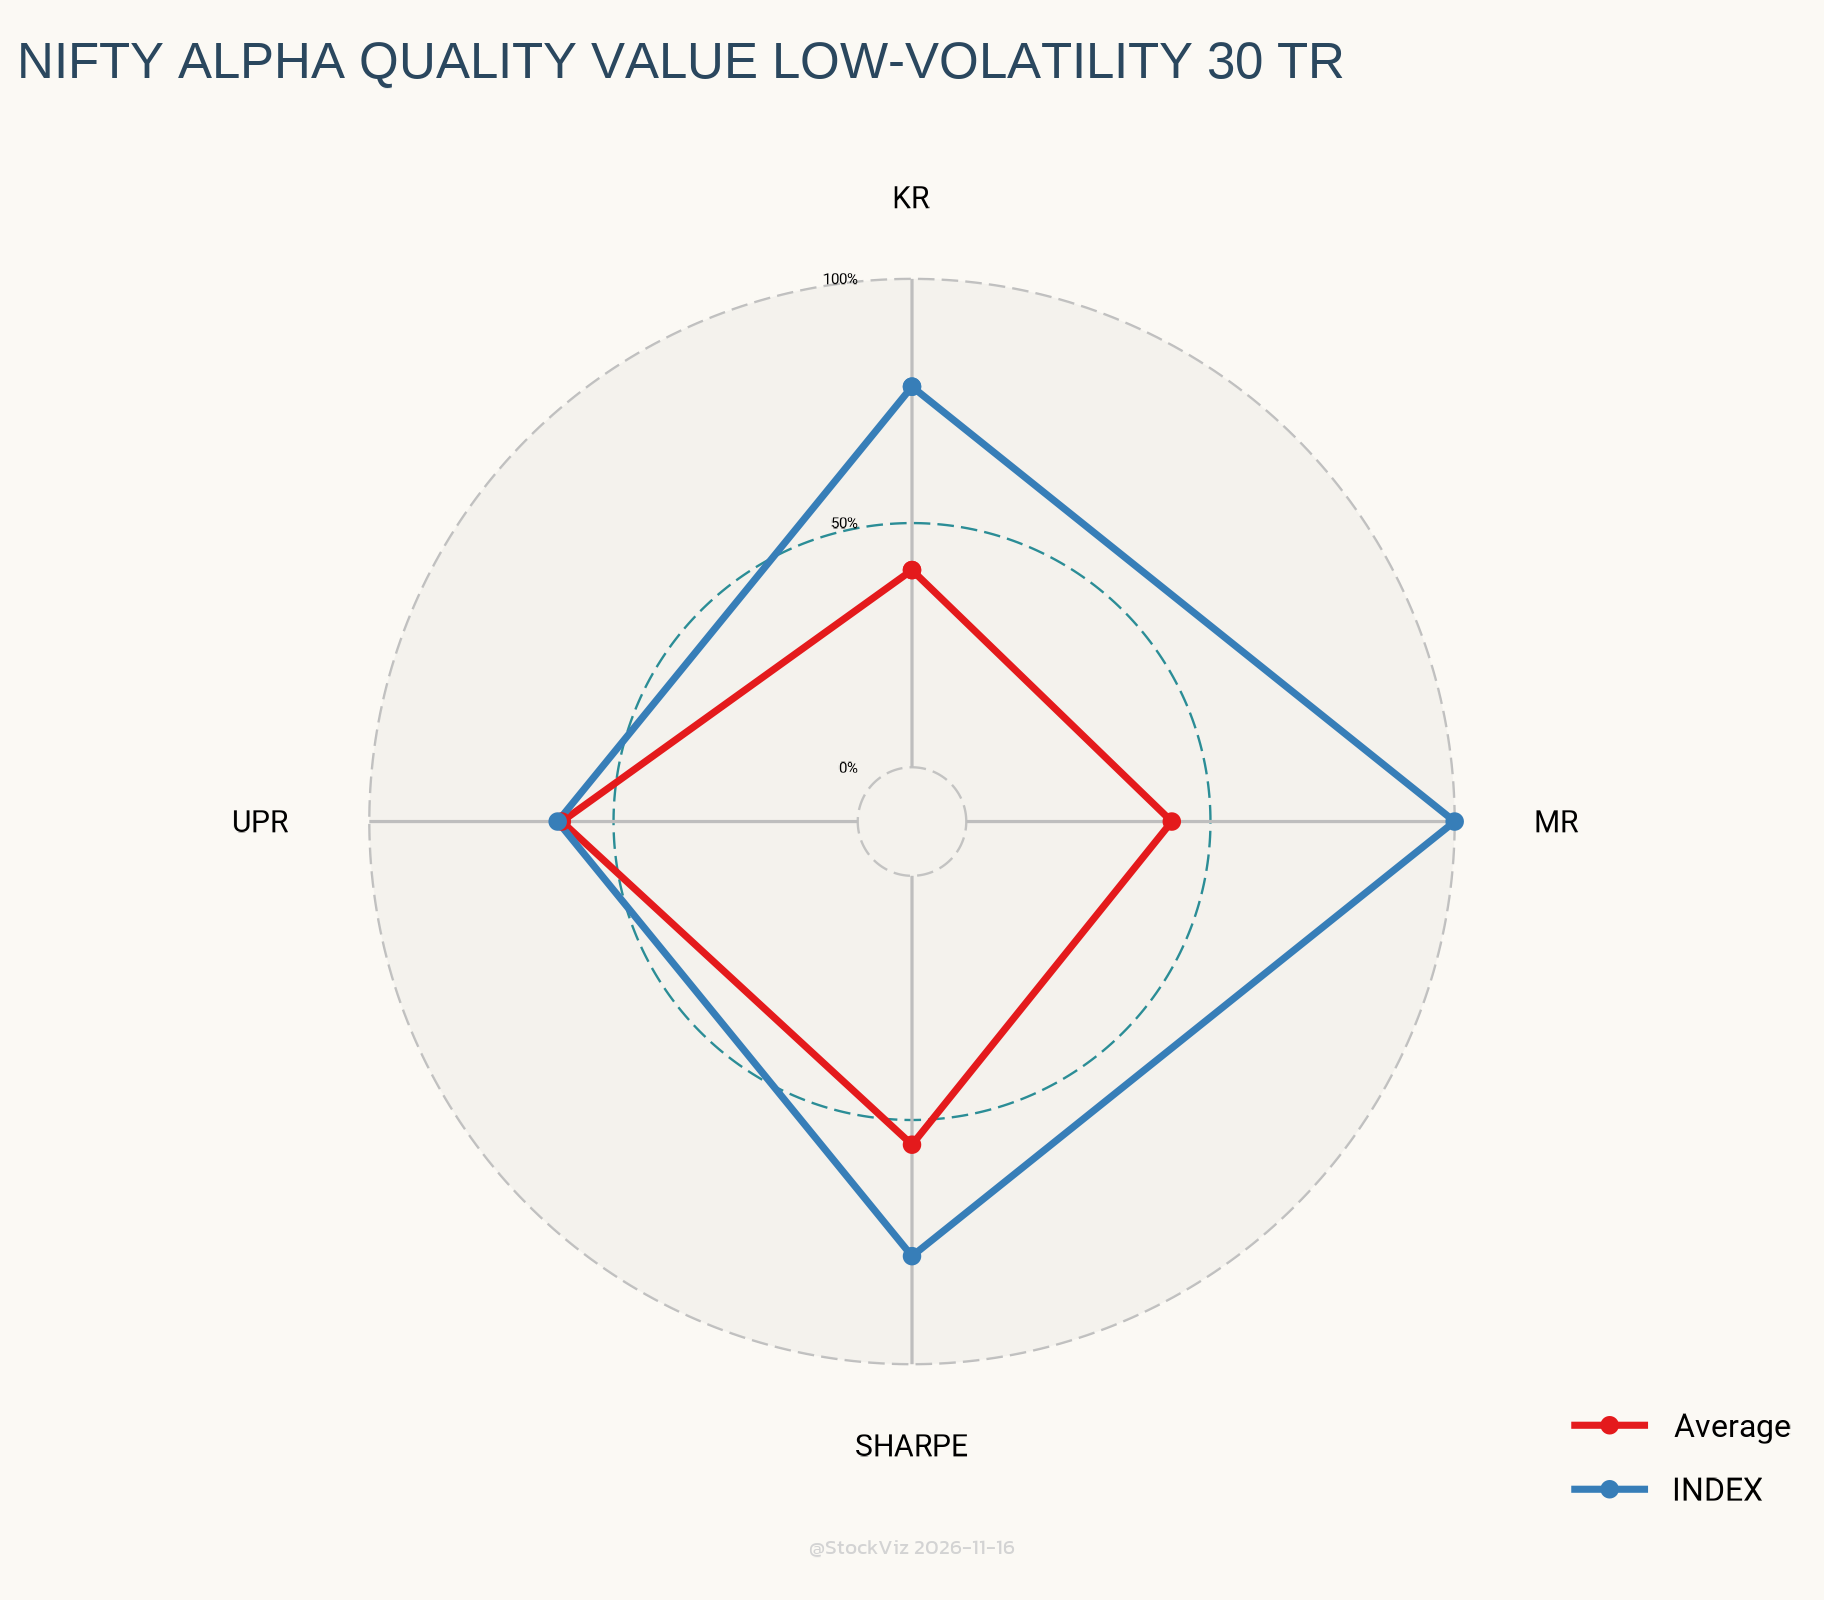 NIFTY ALPHA QUALITY VALUE LOW-VOLATILITY 30 TR
KR
100%
50%
0%
UPR
MR
SHARPE
Average
INDEX
@StockViz 2026-11-16